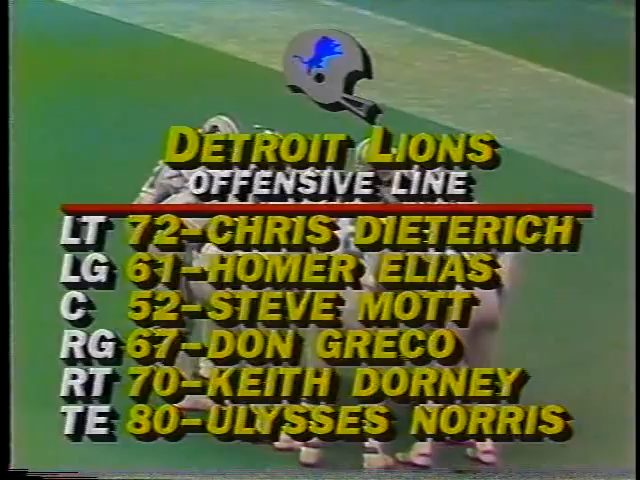 DETROIT LIONS
OFFENSIVE LINE
LT 72-CHRIS DIETERICH
LG 61-HOMER ELIAS
C 52-STEVE MOTT
RG 67-DON GRECO
RT 70-KEITH DORNEY
TE 80-ULYSSES NORRIS